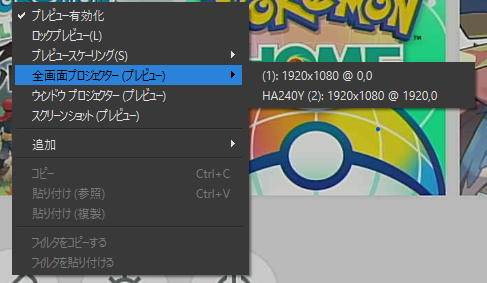 プレビュー有効化
ロックプレビュー(L)
プレビュースケーリング(S)
全画面プロジェクター (プレビュー)
(1): 1920x1080 @ 0,0
HA240Y (2): 1920x1080 @ 1920,0
ウィンドウ プロジェクター (プレビュー)
スクリーンショット (プレビュー)
追加
コピー Ctrl+C
貼り付け (参照) Ctrl+V
貼り付け (複製)
フィルタをコピーする
フィルタを貼り付ける
POKÉMON
HOME